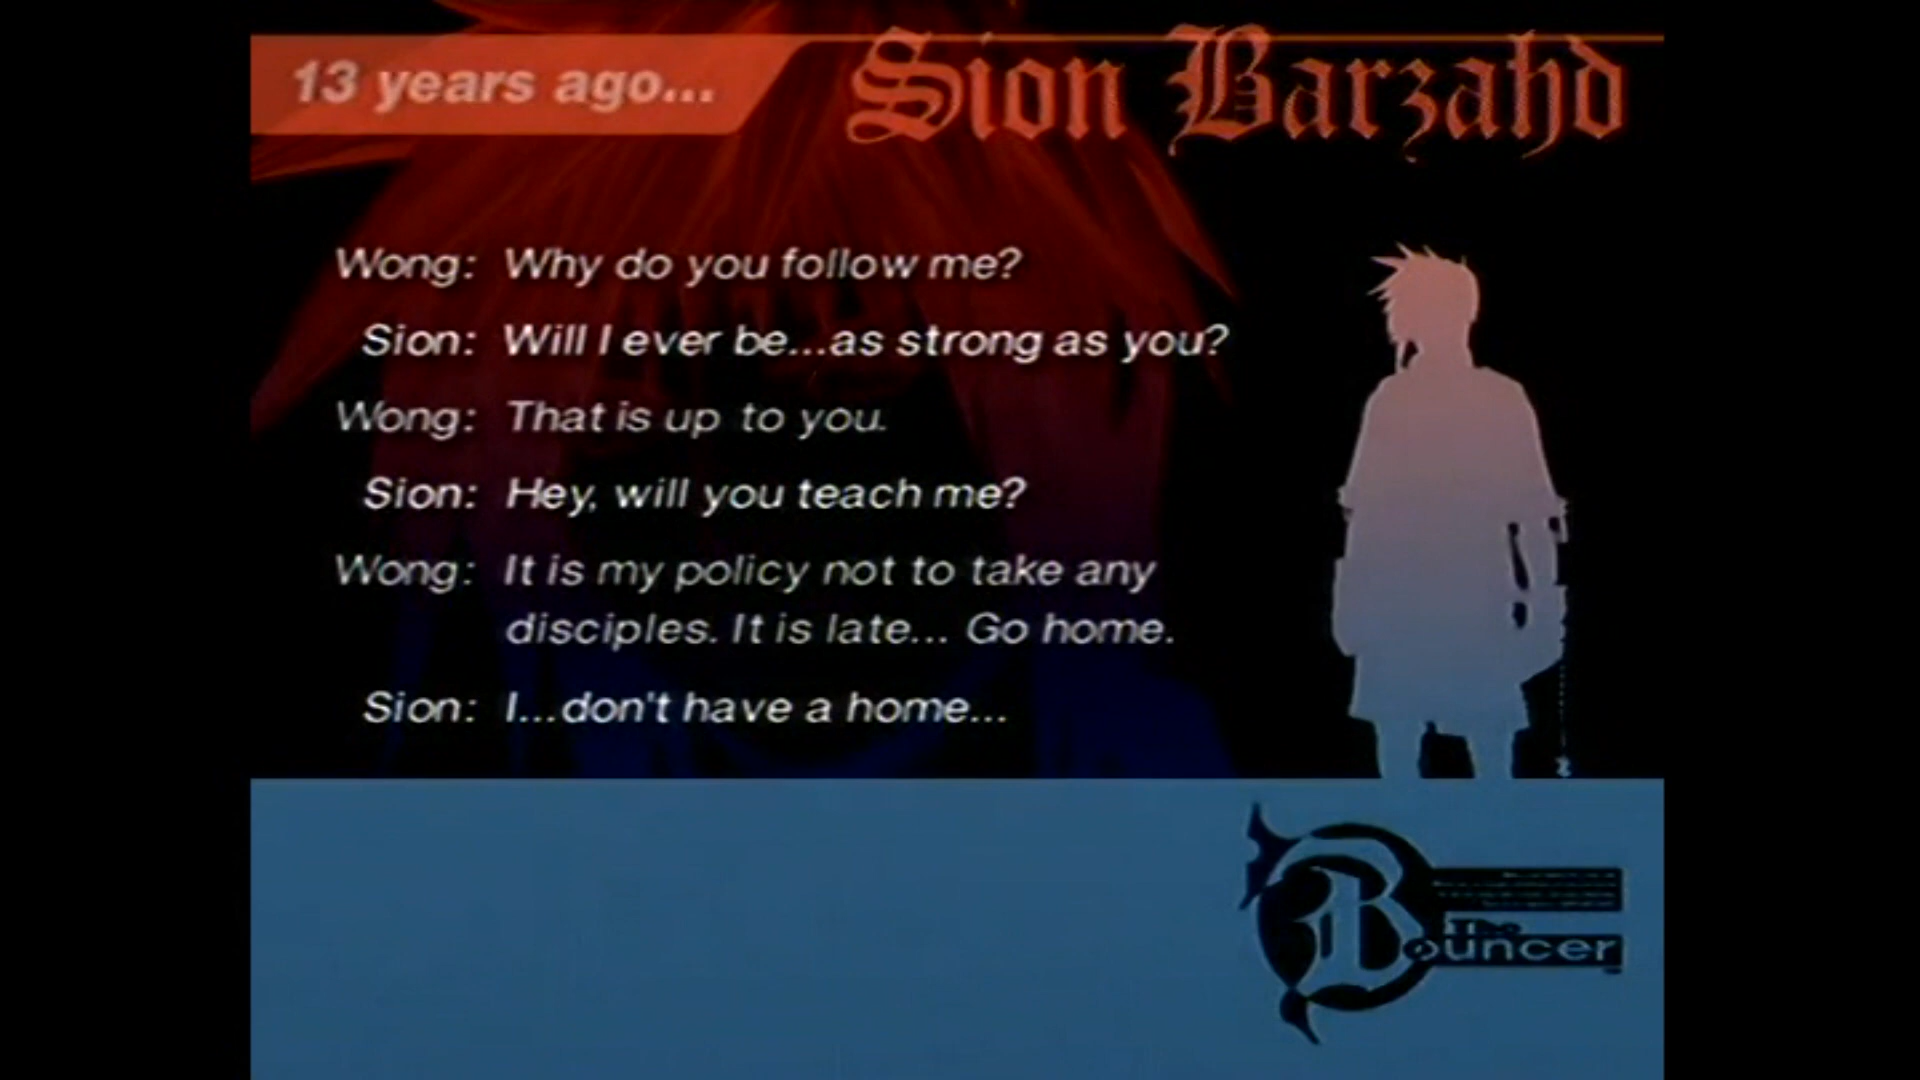 13 years ago...
Sion Barzahd
Wong: Why do you follow me?
Sion: Will I ever be...as strong as you?
Wong: That is up to you.
Sion: Hey, will you teach me?
Wong: It is my policy not to take any
disciples. It is late... Go home.
Sion: I...don't have a home...
The
Bouncer